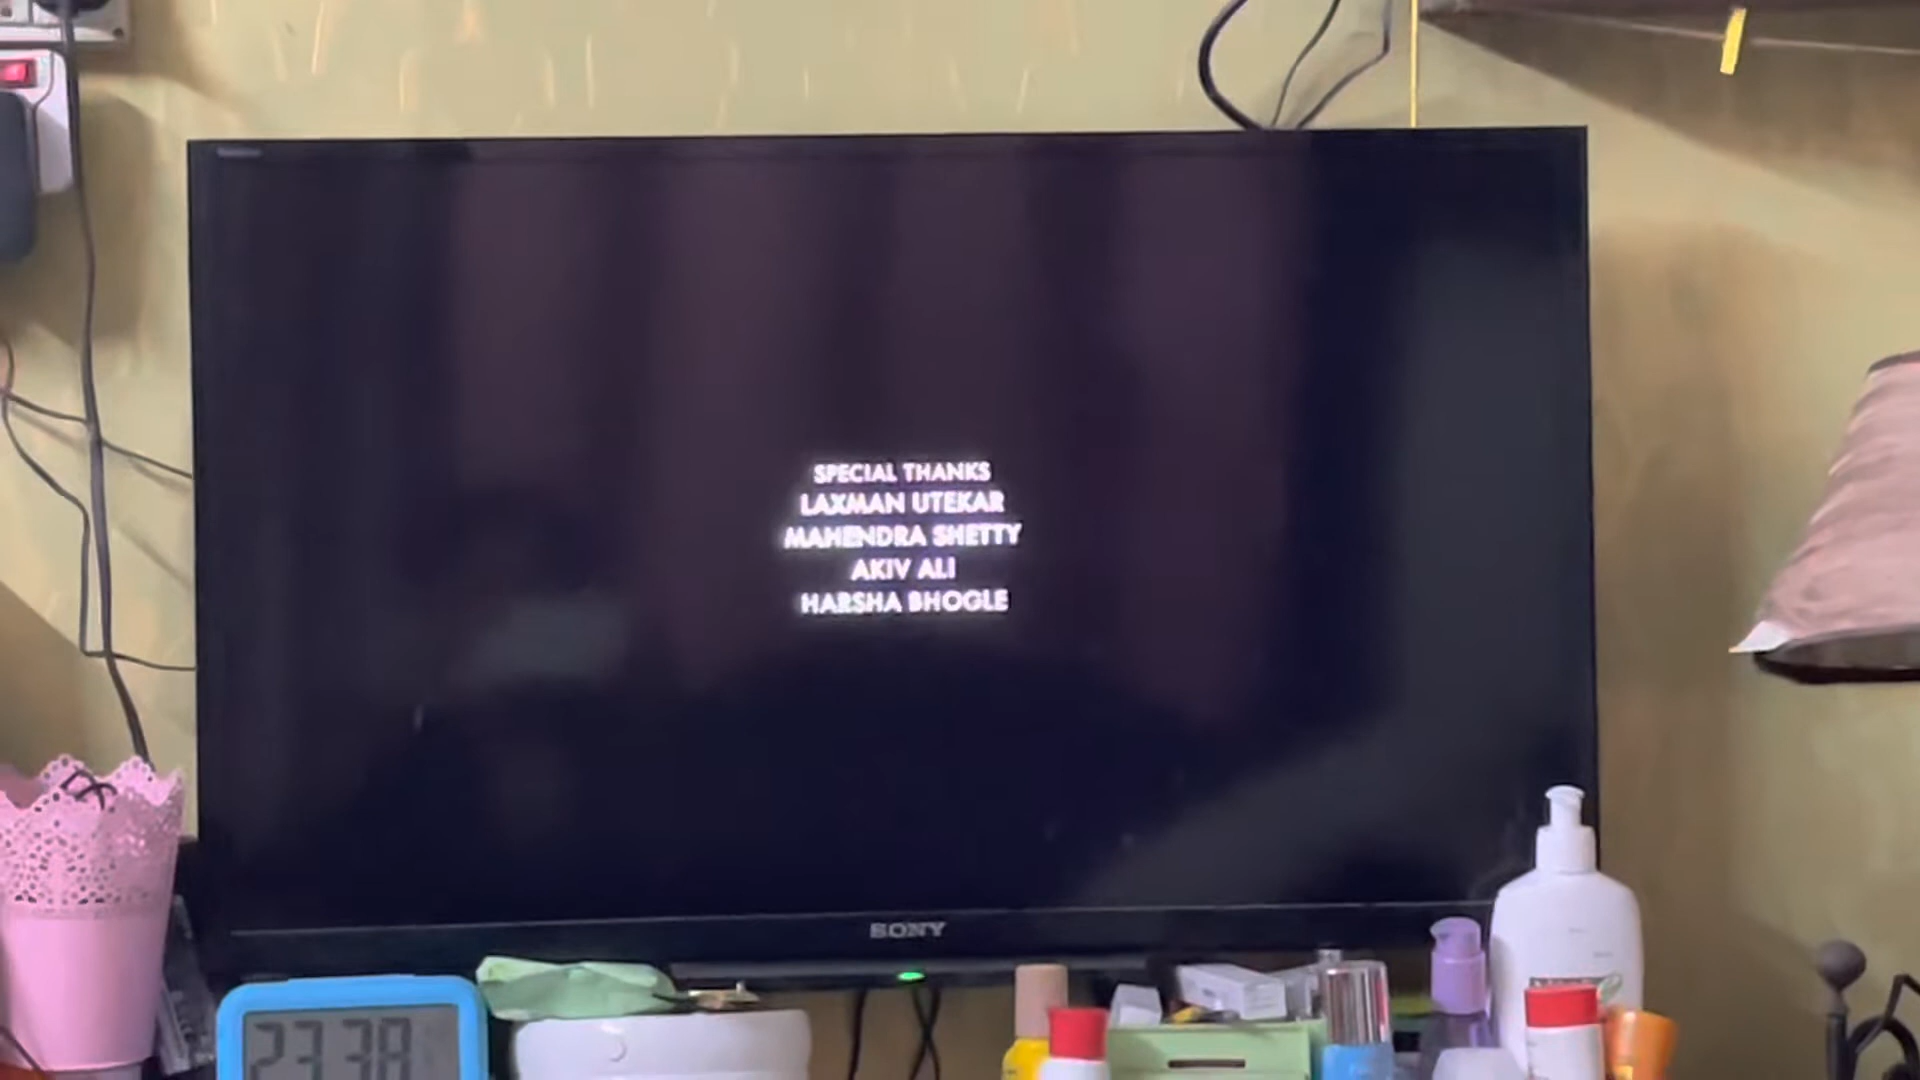 SPECIAL THANKS
LAXMAN UTEKAR
MAHENDRA SHETTY
AKIV ALI
HARSHA BHOGLE
SONY
23:38